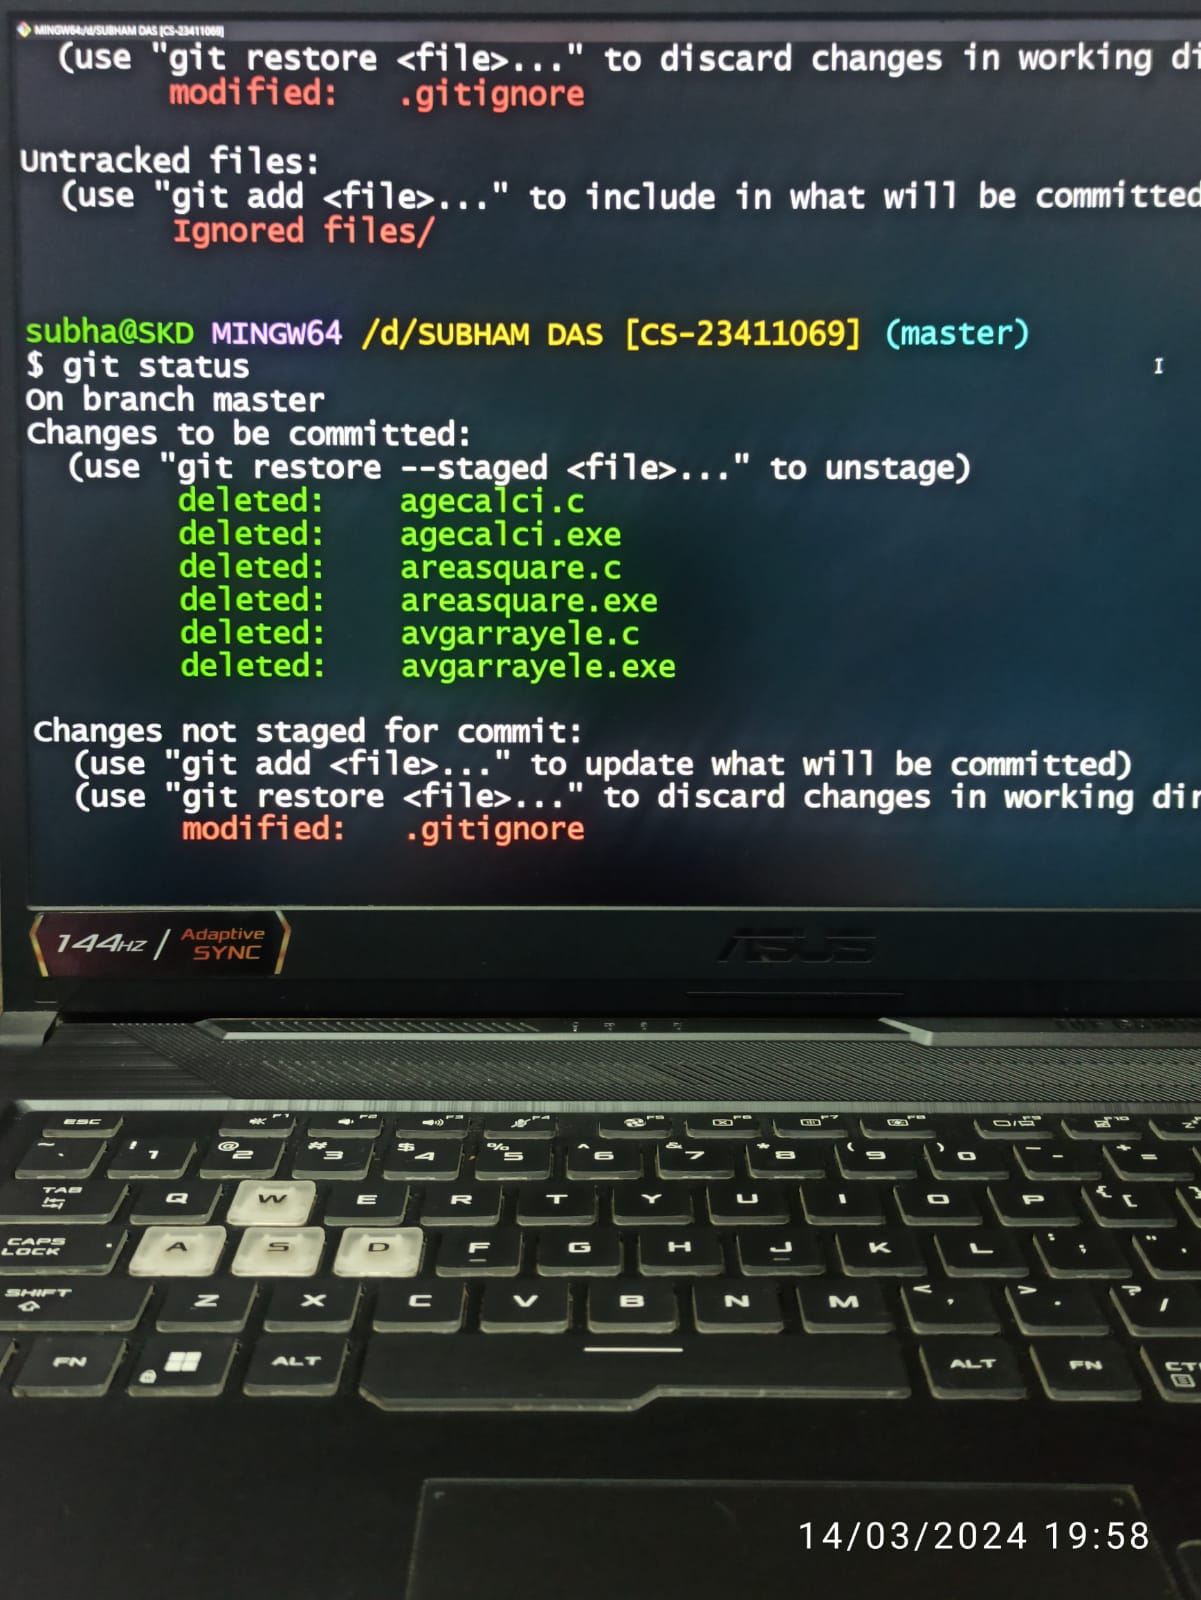 MINGW64:/d/SUBHAM DAS [CS-23411069]
(use "git restore <file>..." to discard changes in working di
modified: .gitignore
Untracked files:
(use "git add <file>..." to include in what will be committed
Ignored files/
subha@SKD MINGW64 /d/SUBHAM DAS [CS-23411069] (master)
$ git status
On branch master
Changes to be committed:
(use "git restore --staged <file>..." to unstage)
deleted: agecalci.c
deleted: agecalci.exe
deleted: areasquare.c
deleted: areasquare.exe
deleted: avgarrayele.c
deleted: avgarrayele.exe
Changes not staged for commit:
(use "git add <file>..." to update what will be committed)
(use "git restore <file>..." to discard changes in working dir
modified: .gitignore
144HZ / Adaptive SYNC
ASUS
ESC F1 F2 F3 F4 F5 F6 F7 F8 F9 F10
~ ` ! 1 @ 2 # 3 $ 4 % 5 ^ 6 & 7 * 8 ( 9 ) 0 _ - + =
TAB Q W E R T Y U I O P { [
CAPS LOCK A S D F G H J K L : ; " '
SHIFT Z X C V B N M < , > . ? /
FN ALT ALT FN CT
14/03/2024 19:58